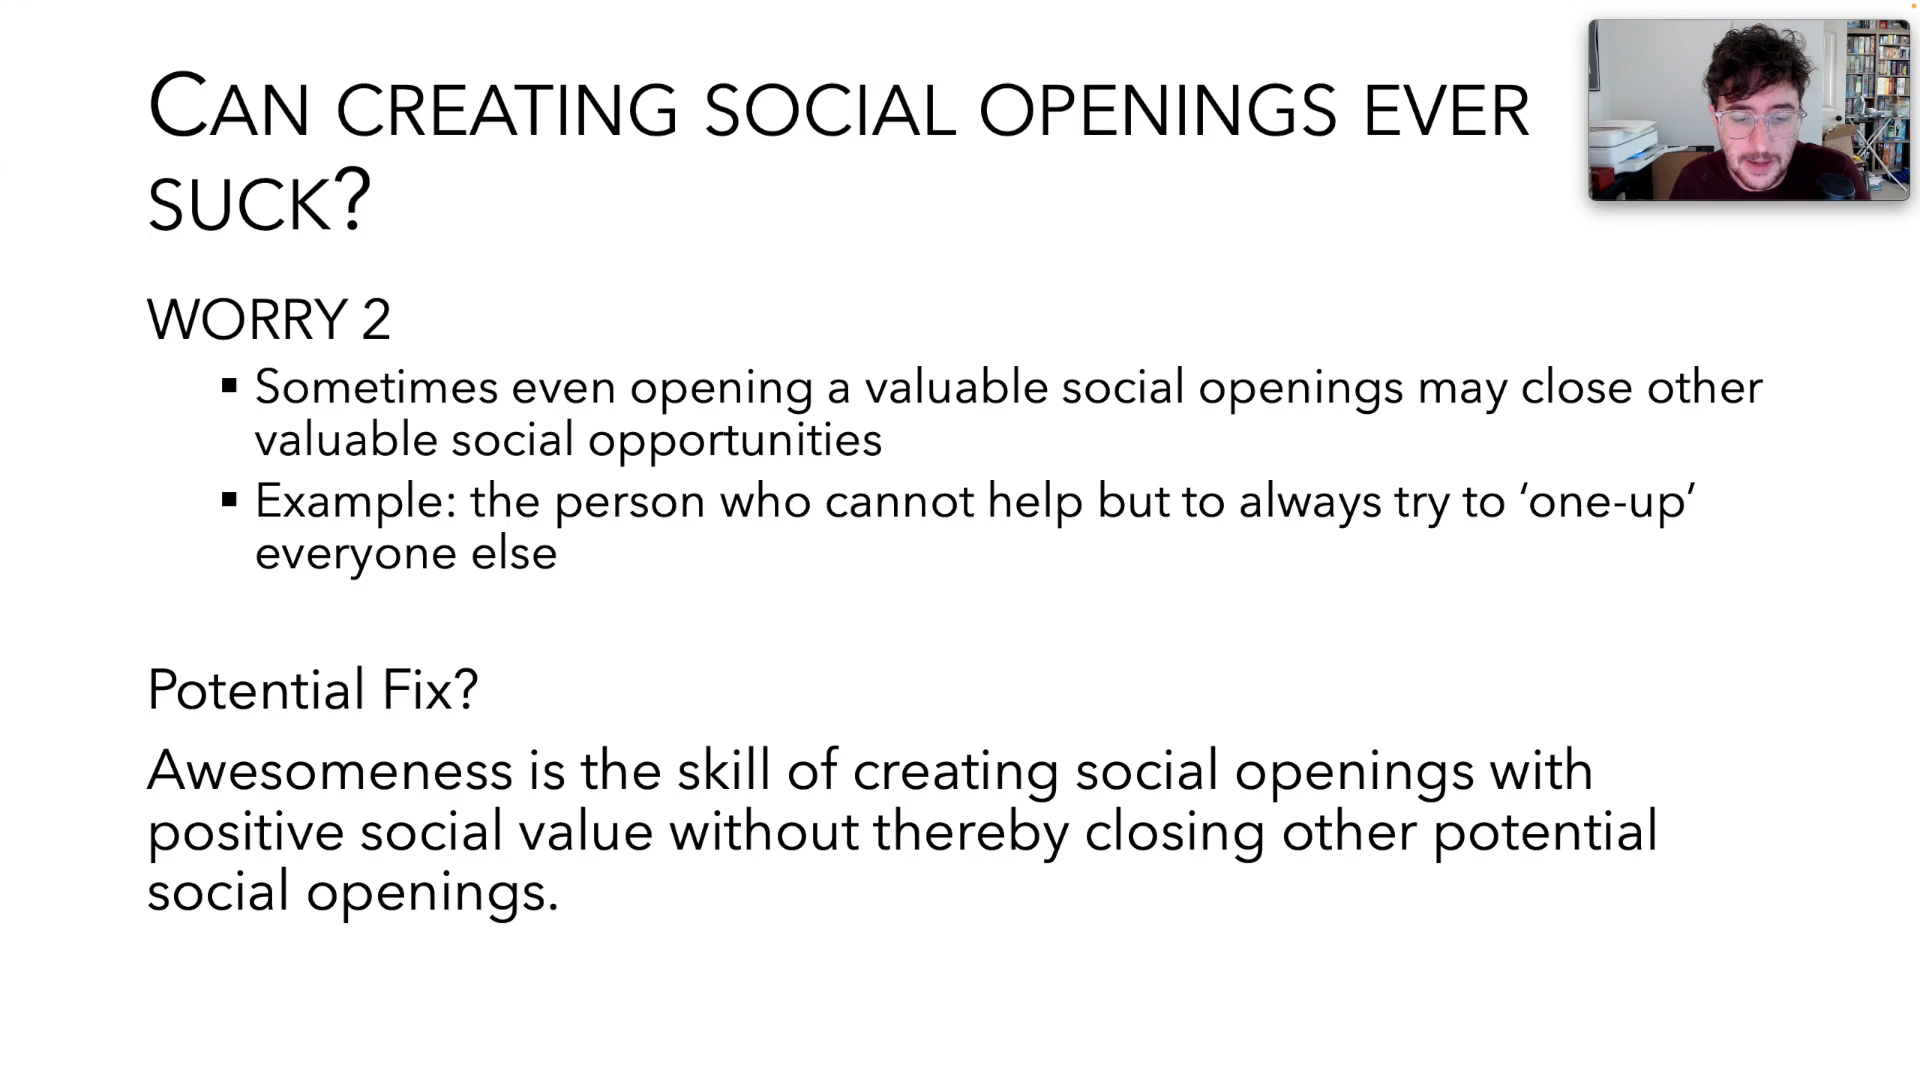 CAN CREATING SOCIAL OPENINGS EVER
SUCK?
WORRY 2
▪ Sometimes even opening a valuable social openings may close other
valuable social opportunities
▪ Example: the person who cannot help but to always try to ‘one-up’
everyone else
Potential Fix?
Awesomeness is the skill of creating social openings with
positive social value without thereby closing other potential
social openings.